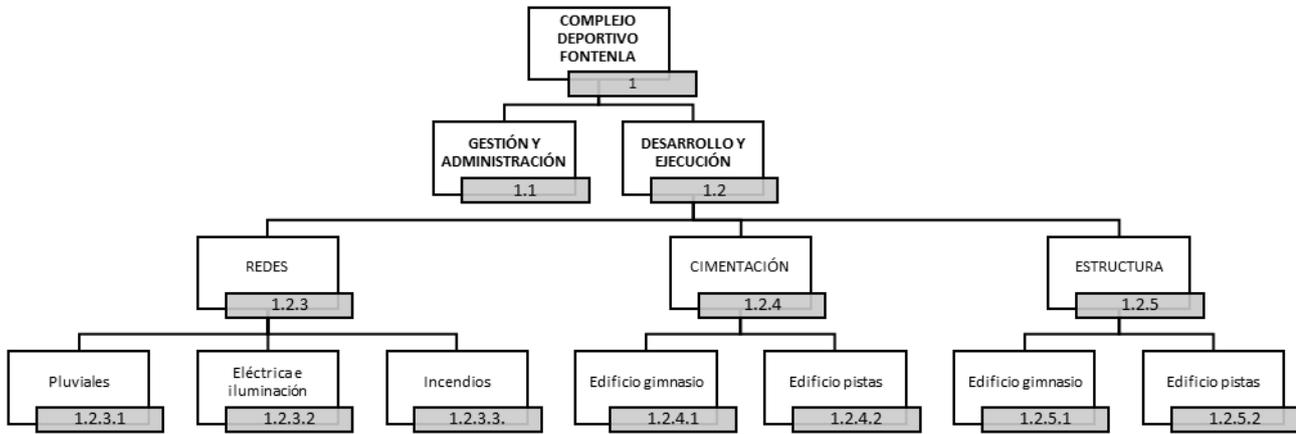 COMPLEJO
DEPORTIVO
FONTENLA
1
GESTIÓN Y
ADMINISTRACIÓN
1.1
DESARROLLO Y
EJECUCIÓN
1.2
REDES
1.2.3
CIMENTACIÓN
1.2.4
ESTRUCTURA
1.2.5
Pluviales
1.2.3.1
Eléctrica e
iluminación
1.2.3.2
Incendios
1.2.3.3.
Edificio gimnasio
1.2.4.1
Edificio pistas
1.2.4.2
Edificio gimnasio
1.2.5.1
Edificio pistas
1.2.5.2